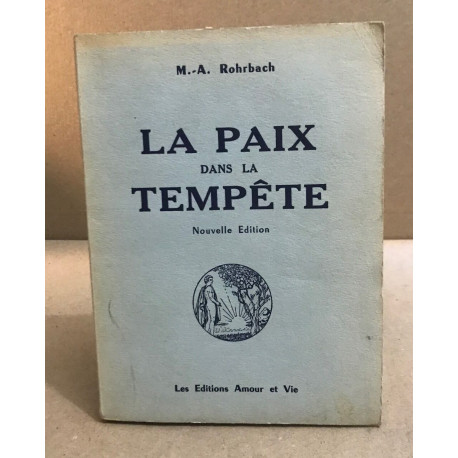 M.-A. Rohrbach
LA PAIX
DANS LA
TEMPÊTE
Nouvelle Edition
Les Editions Amour et Vie